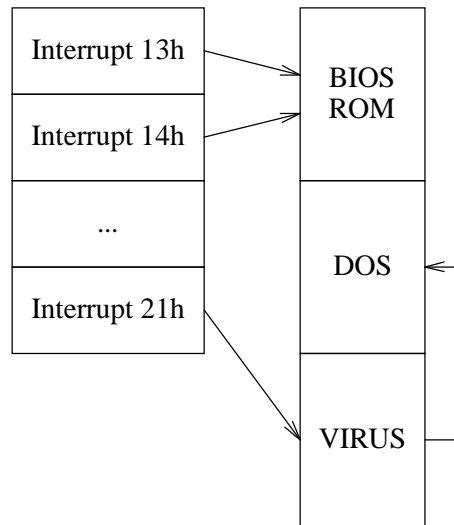 Interrupt 13h
Interrupt 14h
...
Interrupt 21h
BIOS
ROM
DOS
VIRUS